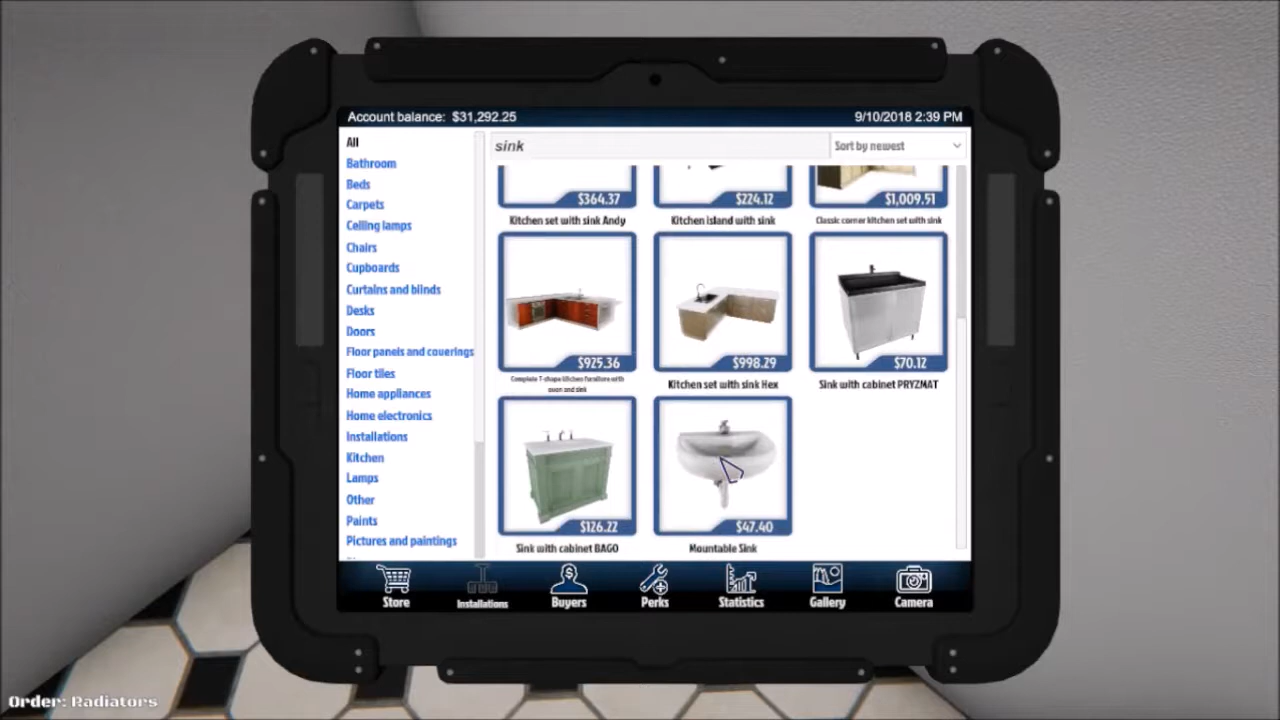 Account balance: $31,292.25
9/10/2018 2:39 PM
All
Bathroom
Beds
Carpets
Ceiling lamps
Chairs
Cupboards
Curtains and blinds
Desks
Doors
Floor panels and coverings
Floor tiles
Home appliances
Home electronics
Installations
Kitchen
Lamps
Other
Paints
Pictures and paintings
sink
Sort by newest
$364.37
$224.12
$1,009.51
Kitchen set with sink Andy
Kitchen island with sink
Classic corner kitchen set with sink
$925.36
$998.29
$70.12
Complete T-shape kitchen furniture with
oven and sink
Kitchen set with sink Hex
Sink with cabinet PRYZMAT
$126.22
$47.40
Sink with cabinet BAGO
Mountable Sink
Store
Installations
Buyers
Perks
Statistics
Gallery
Camera
Order: Radiators